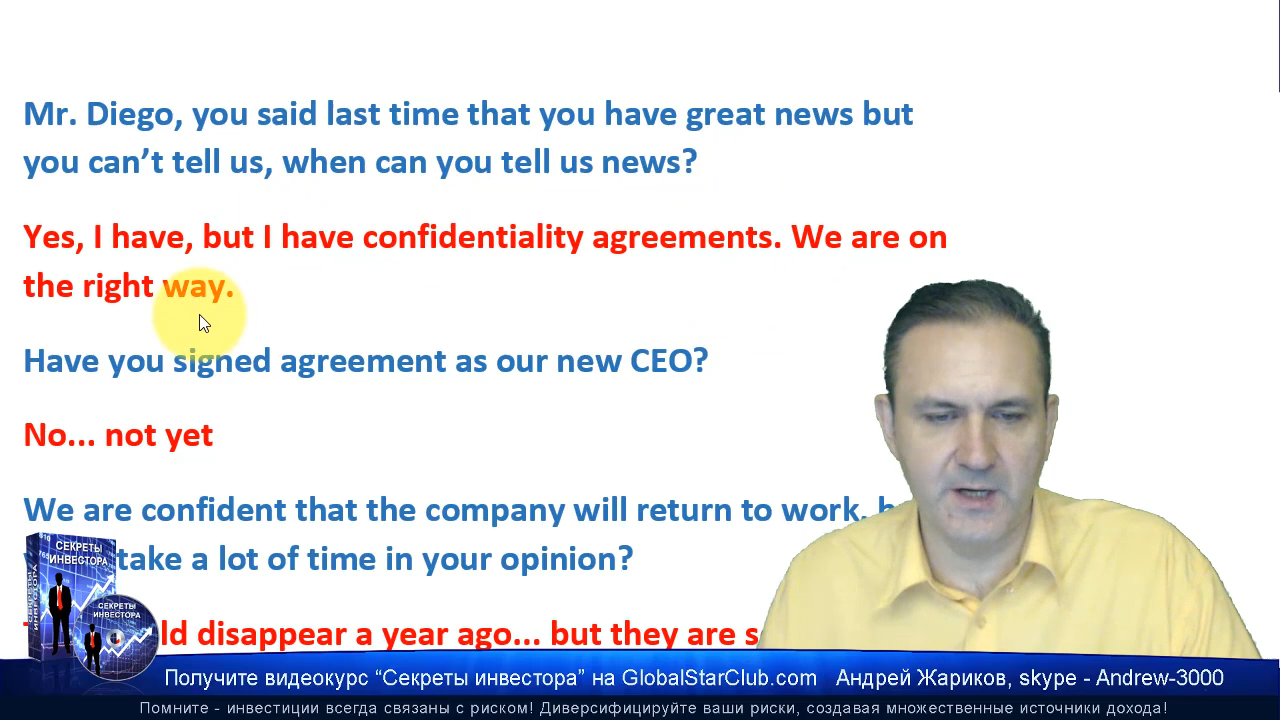 Mr. Diego, you said last time that you have great news but
you can’t tell us, when can you tell us news?
Yes, I have, but I have confidentiality agreements. We are on
the right way.
Have you signed agreement as our new CEO?
No... not yet
We are confident that the company will return to work,
take a lot of time in your opinion?
disappear a year ago... but they are
СЕКРЕТЫ
ИНВЕСТОРА
СЕКРЕТЫ
ИНВЕСТОРА
СЕКРЕТЫ
ИНВЕСТОРА
Получите видеокурс “Секреты инвестора” на GlobalStarClub.com Андрей Жариков, skype - Andrew-3000
Помните - инвестиции всегда связаны с риском! Диверсифицируйте ваши риски, создавая множественные источники дохода!